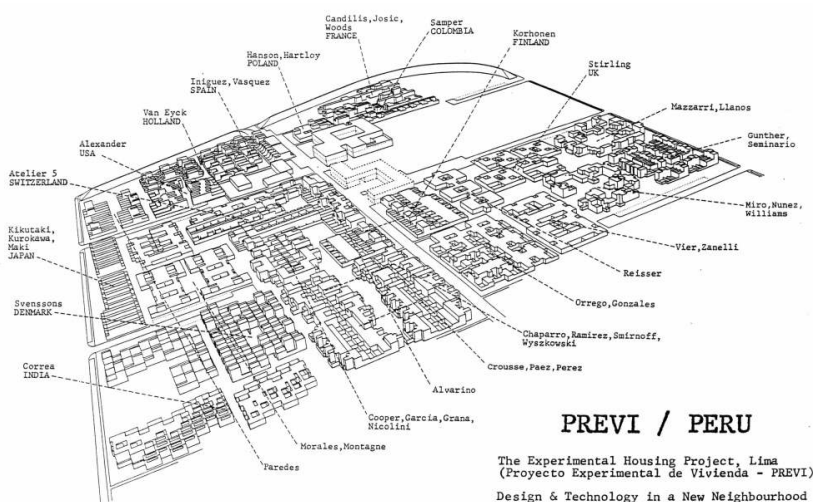 Candilis, Josic,
Woods
FRANCE
Samper
COLOMBIA
Korhonen
FINLAND
Hanson, Hartloy
POLAND
Stirling
UK
Iniguez, Vasquez
SPAIN
Mazzarri, Llanos
Van Eyck
HOLLAND
Gunther,
Seminario
Alexander
USA
Atelier 5
SWITZERLAND
Kikutaki,
Kurokawa,
Maki
JAPAN
Miro, Nunez,
Williams
Vier, Zanelli
Reisser
Svenssons
DENMARK
Orrego, Gonzales
Chaparro, Ramirez, Smirnoff,
Wyszkowski
Correa
INDIA
Crousse, Paez, Perez
Alvarino
Cooper, Garcia, Grana,
Nicolini
Morales, Montagne
Paredes
PREVI / PERU
The Experimental Housing Project, Lima
(Proyecto Experimental de Vivienda - PREVI)
Design & Technology in a New Neighbourhood